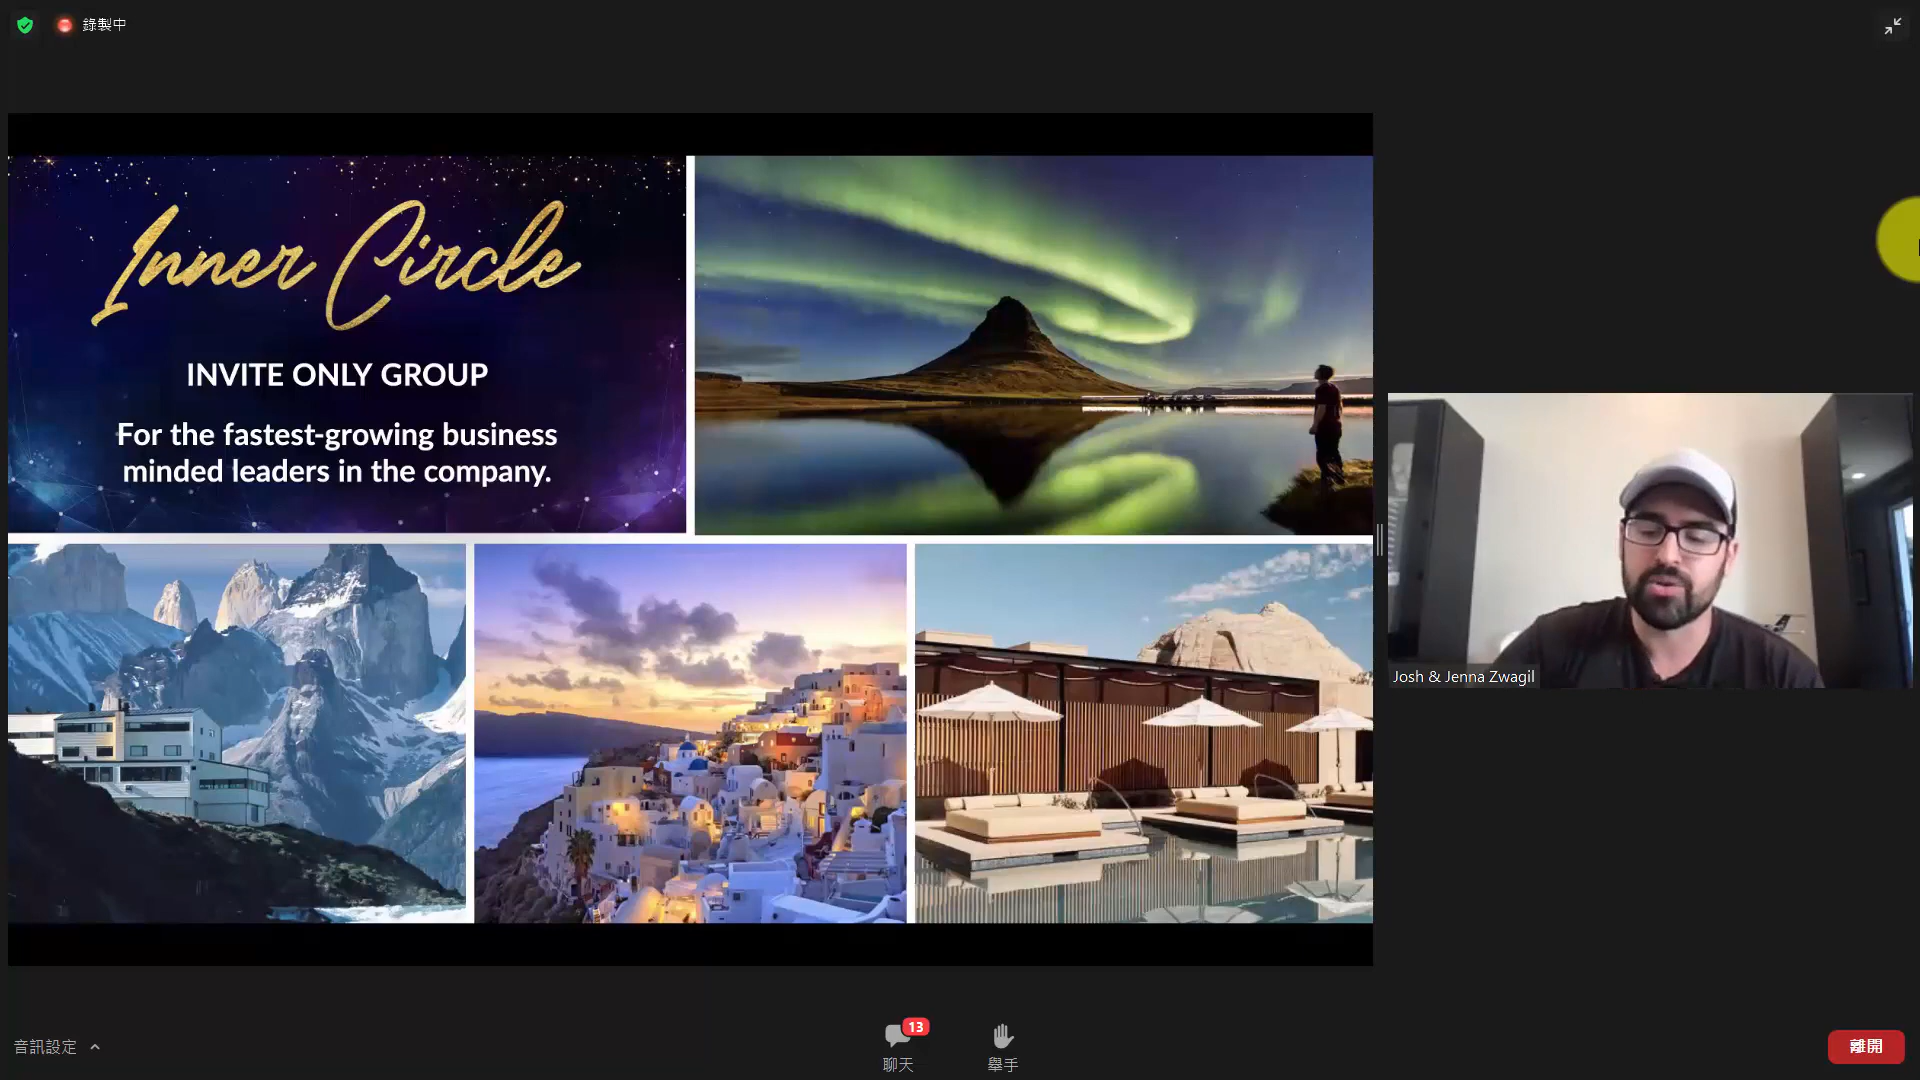 錄製中
Inner Circle
INVITE ONLY GROUP
For the fastest-growing business
minded leaders in the company.
Josh & Jenna Zwagil
音訊設定
13
聊天
舉手
離開